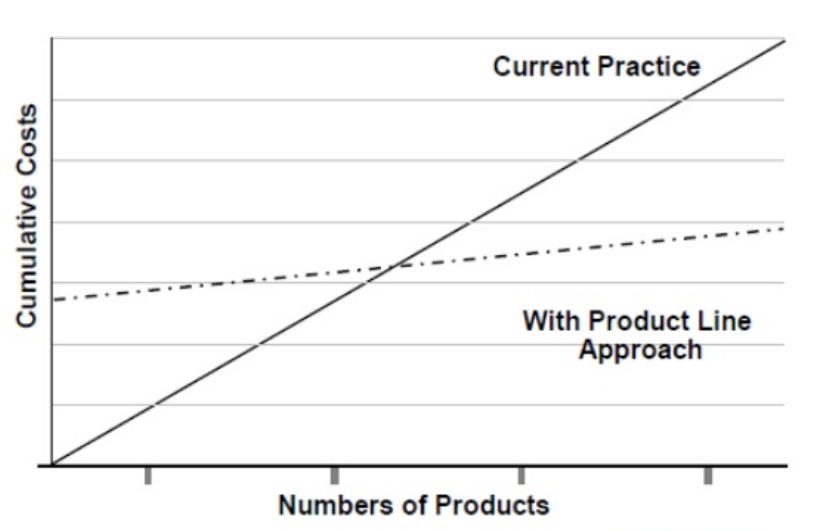 Current Practice
Cumulative Costs
With Product Line
Approach
Numbers of Products